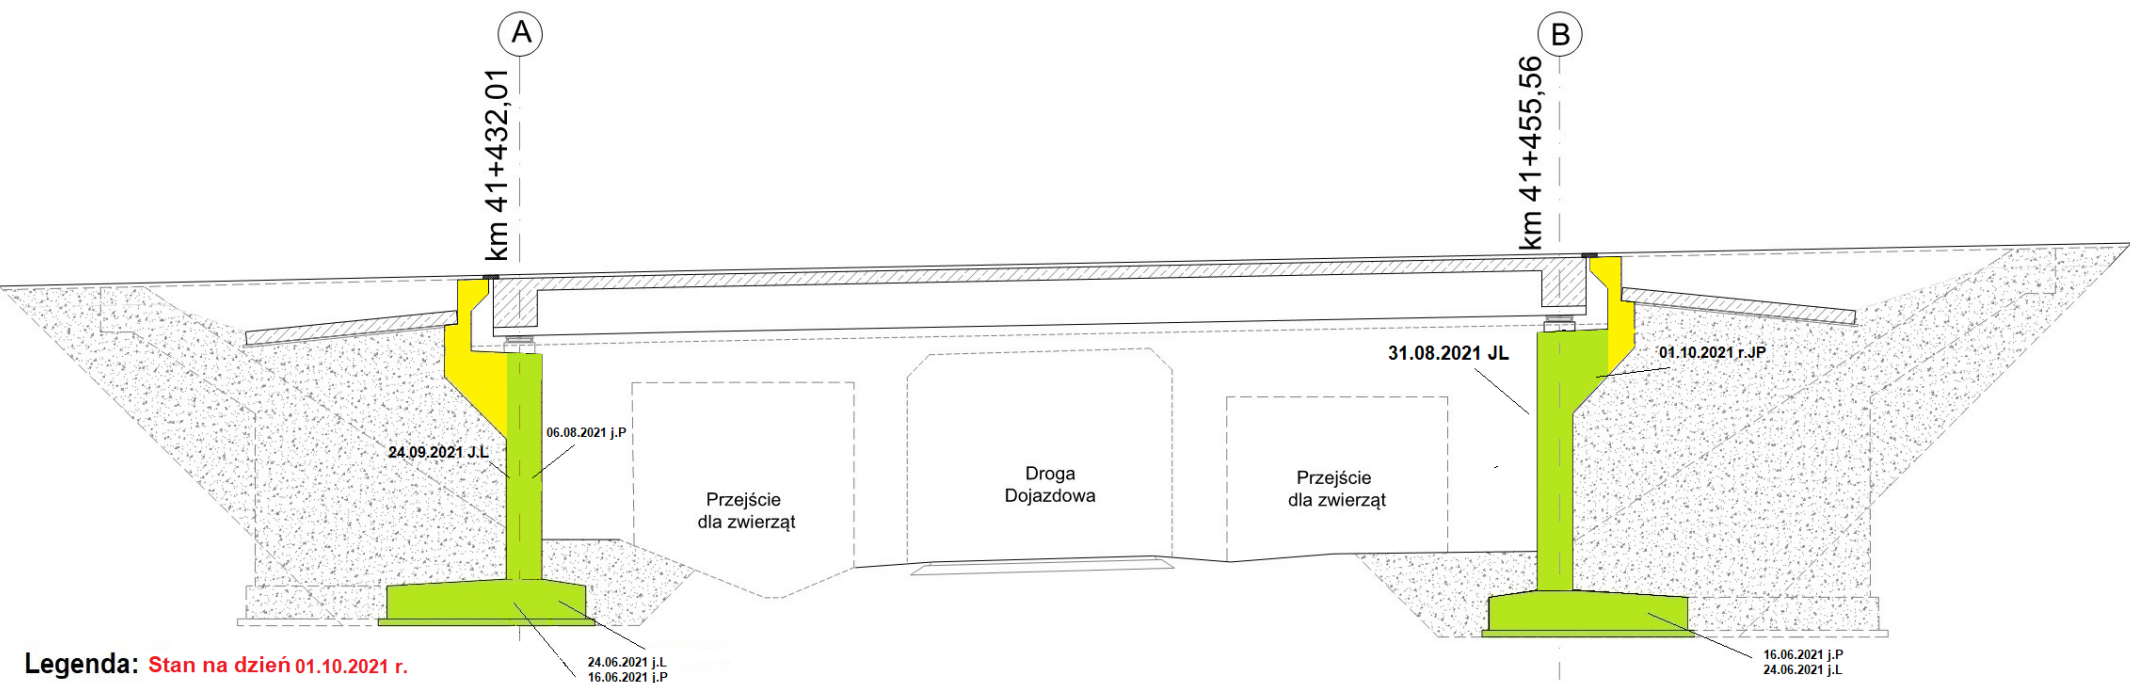 A
B
km 41+432,01
km 41+455,56
31.08.2021 JL
01.10.2021 r.JP
06.08.2021 j.P
24.09.2021 J.L
Przejście
dla zwierząt
Droga
Dojazdowa
Przejście
dla zwierząt
24.06.2021 j.L
16.06.2021 j.P
16.06.2021 j.P
24.06.2021 j.L
Legenda: Stan na dzień 01.10.2021 r.